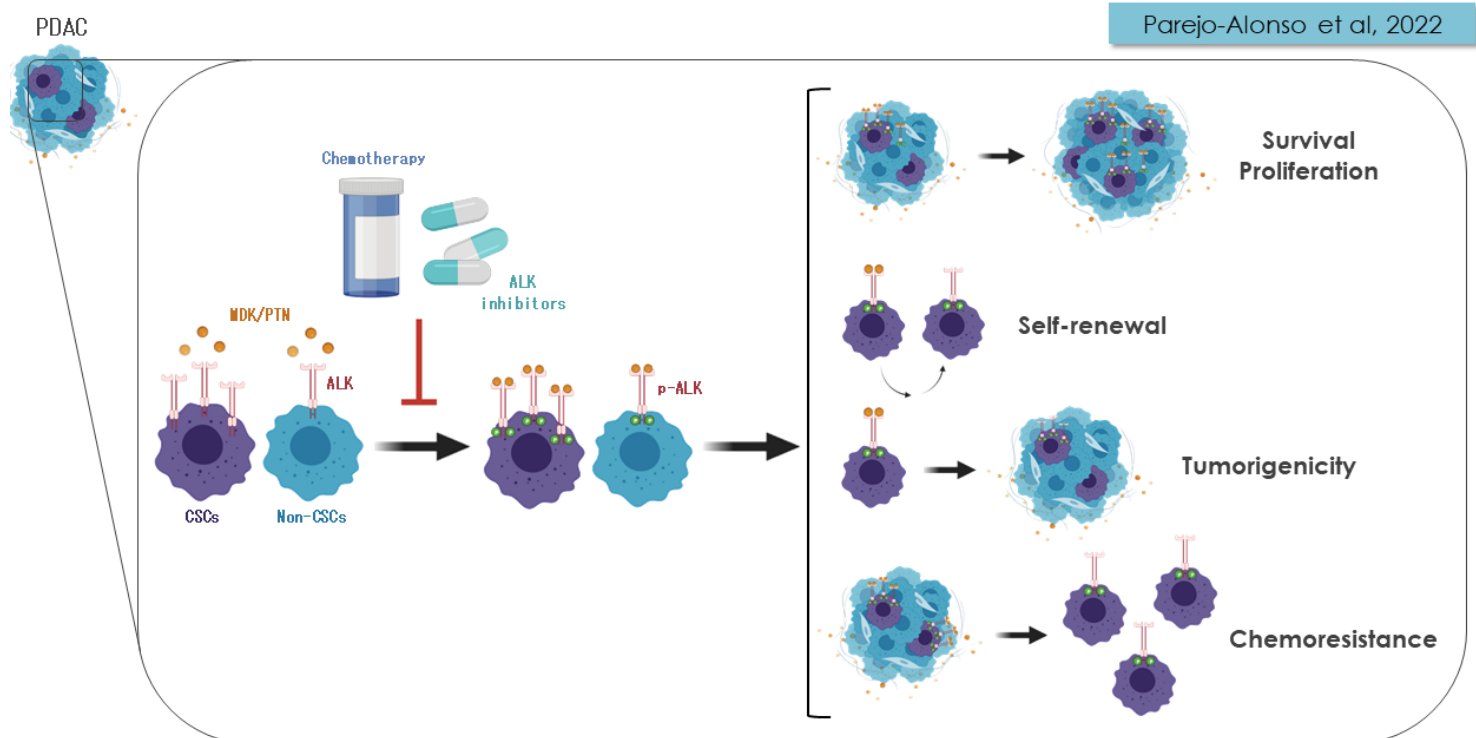 PDAC
Parejo-Alonso et al, 2022
Chemotherapy
ALK
inhibitors
MDK/PTN
ALK
p-ALK
CSCs
Non-CSCs
Survival
Proliferation
Self-renewal
Tumorigenicity
Chemoresistance